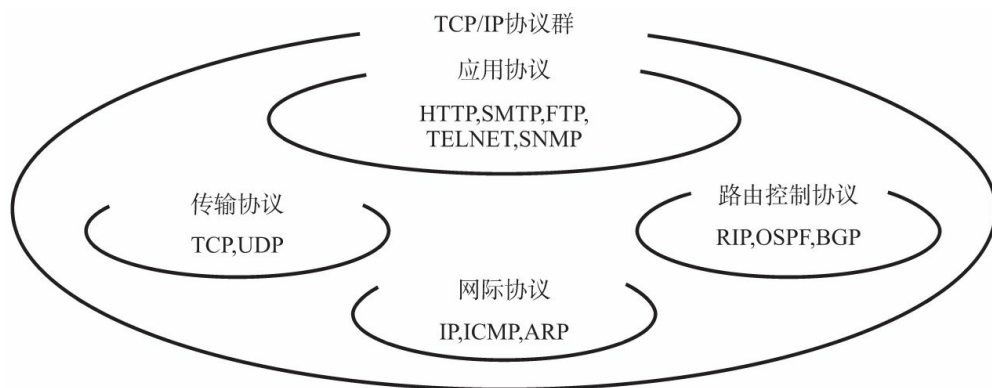 TCP/IP协议群
应用协议
HTTP,SMTP,FTP,
TELNET,SNMP
传输协议
TCP,UDP
路由控制协议
RIP,OSPF,BGP
网际协议
IP,ICMP,ARP